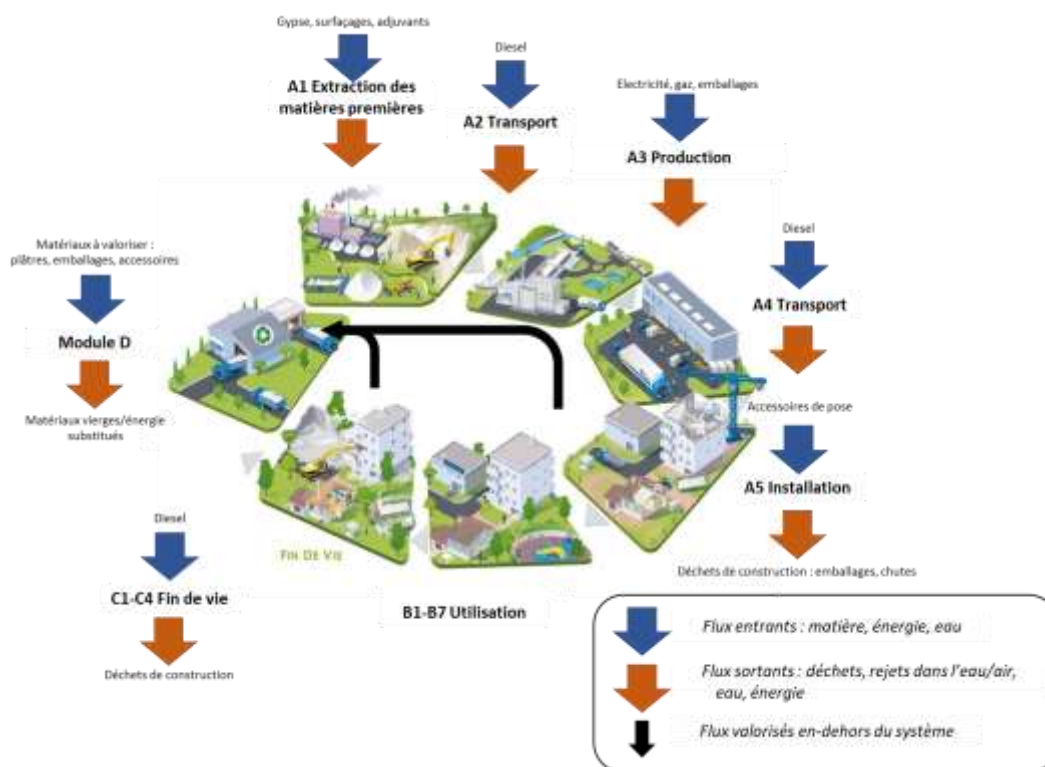 Gypse, surfaçages, adjuvants
A1 Extraction des
matières premières
Diesel
A2 Transport
Electricité, gaz, emballages
A3 Production
Diesel
A4 Transport
Accessoires de pose
A5 Installation
Déchets de construction : emballages, chutes
Matériaux à valoriser :
plâtres, emballages, accessoires
Module D
Matériaux vierges/énergie
substitués
FIN DE VIE
Diesel
C1-C4 Fin de vie
Déchets de construction
B1-B7 Utilisation
Flux entrants : matière, énergie, eau
Flux sortants : déchets, rejets dans l'eau/air,
eau, énergie
Flux valorisés en-dehors du système